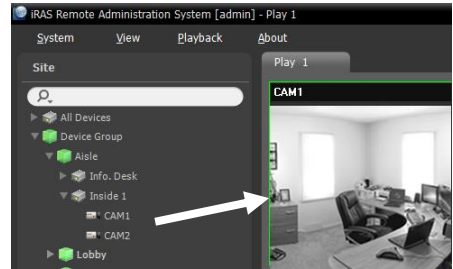 iRAS Remote Administration System [admin] - Play 1
System View Playback About
Site
Play 1
CAM1
All Devices
Device Group
Aisle
Info. Desk
Inside 1
CAM1
CAM2
Lobby